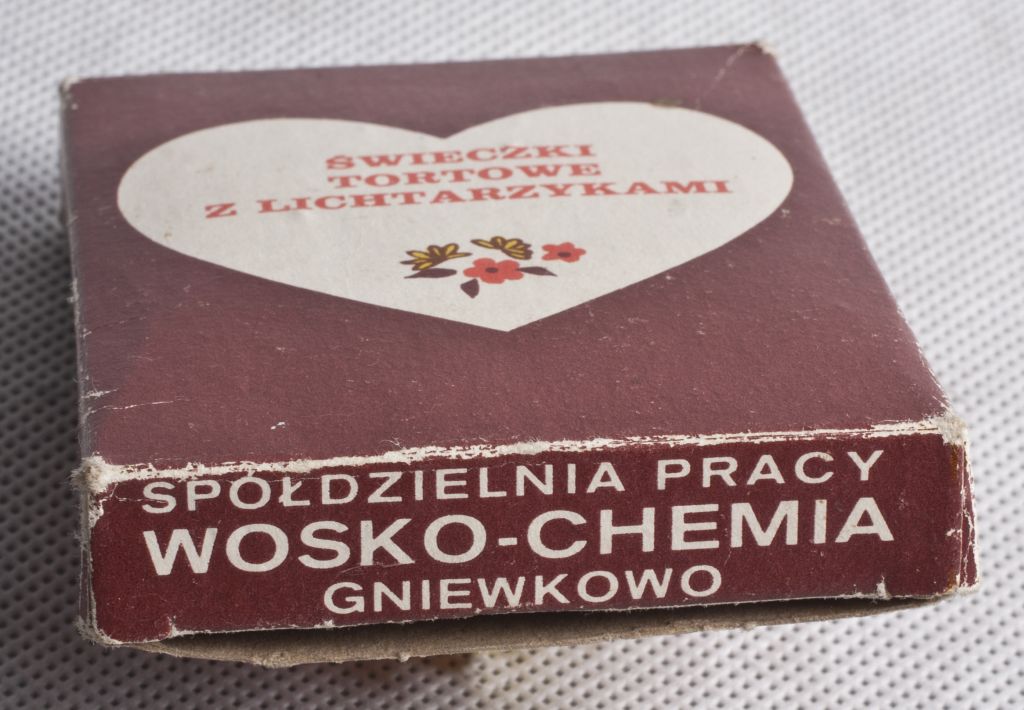 ŚWIECZKI
TORTOWE
Z LICHTARZYKAMI
SPÓŁDZIELNIA PRACY
WOSKO-CHEMIA
GNIEWKOWO